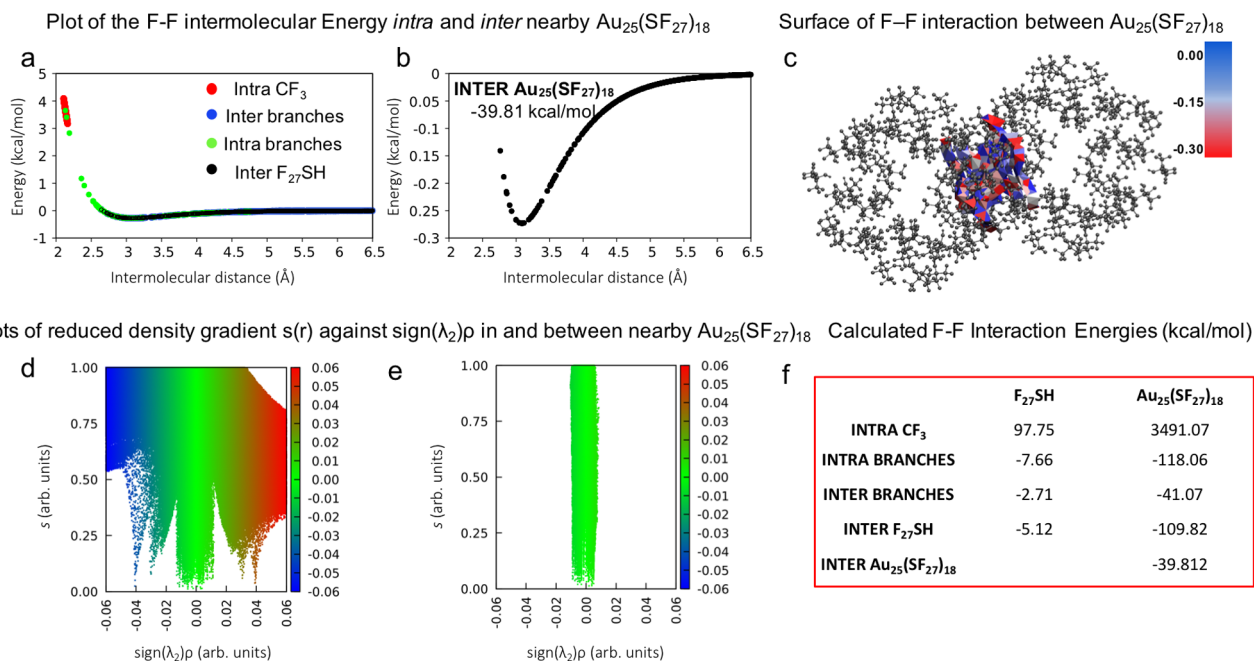 Plot of the F-F intermolecular Energy intra and inter nearby Au25(SF27)18
Surface of F–F interaction between Au25(SF27)18
a
5
4
3
2
1
0
-1
Energy (kcal/mol)
Intra CF3
Inter branches
Intra branches
Inter F27SH
2 2.5 3 3.5 4 4.5 5 5.5 6 6.5
Intermolecular distance (Å)
b
0
0.05
-0.1
0.15
-0.2
0.25
-0.3
Energy (kcal/mol)
INTER Au25(SF27)18
-39.81 kcal/mol
2 2.5 3 3.5 4 4.5 5 5.5 6 6.5
Intermolecular distance (Å)
c
0.00
-0.15
-0.30
ots of reduced density gradient s(r) against sign(λ2)ρ in and between nearby Au25(SF27)18
Calculated F-F Interaction Energies (kcal/mol)
d
1.00
0.75
0.50
0.25
0.00
s (arb. units)
-0.06 -0.04 -0.02 0.00 0.02 0.04 0.06
sign(λ2)ρ (arb. units)
0.06
0.05
0.04
0.03
0.02
0.01
0.00
-0.01
-0.02
-0.03
-0.04
-0.05
-0.06
e
1.00
0.75
0.50
0.25
0.00
s (arb. units)
-0.06 -0.04 -0.02 0.00 0.02 0.04 0.06
sign(λ2)ρ (arb. units)
0.06
0.05
0.04
0.03
0.02
0.01
0.00
-0.01
-0.02
-0.03
-0.04
-0.05
-0.06
f
F27SH Au25(SF27)18
INTRA CF3 97.75 3491.07
INTRA BRANCHES -7.66 -118.06
INTER BRANCHES -2.71 -41.07
INTER F27SH -5.12 -109.82
INTER Au25(SF27)18 -39.812